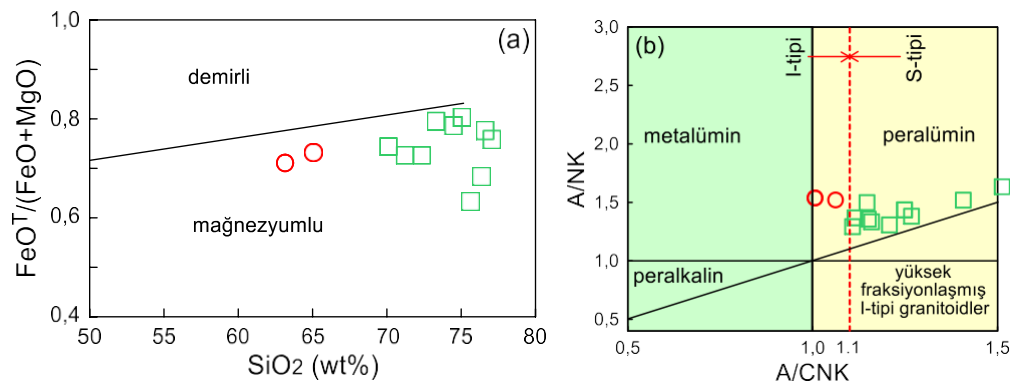 (a)
FeOᵀ/(FeO+MgO)
1,0
0,8
0,6
0,4
demirli
mağnezyumlu
50
55
60
65
70
75
80
SiO₂ (wt%)
(b)
A/NK
3,0
2,5
2,0
1,5
1,0
0,5
I-tipi
S-tipi
metalümin
peralümin
peralkalin
yüksek
fraksiyonlaşmış
I-tipi granitoidler
0,5
1,0
1.1
1,5
A/CNK